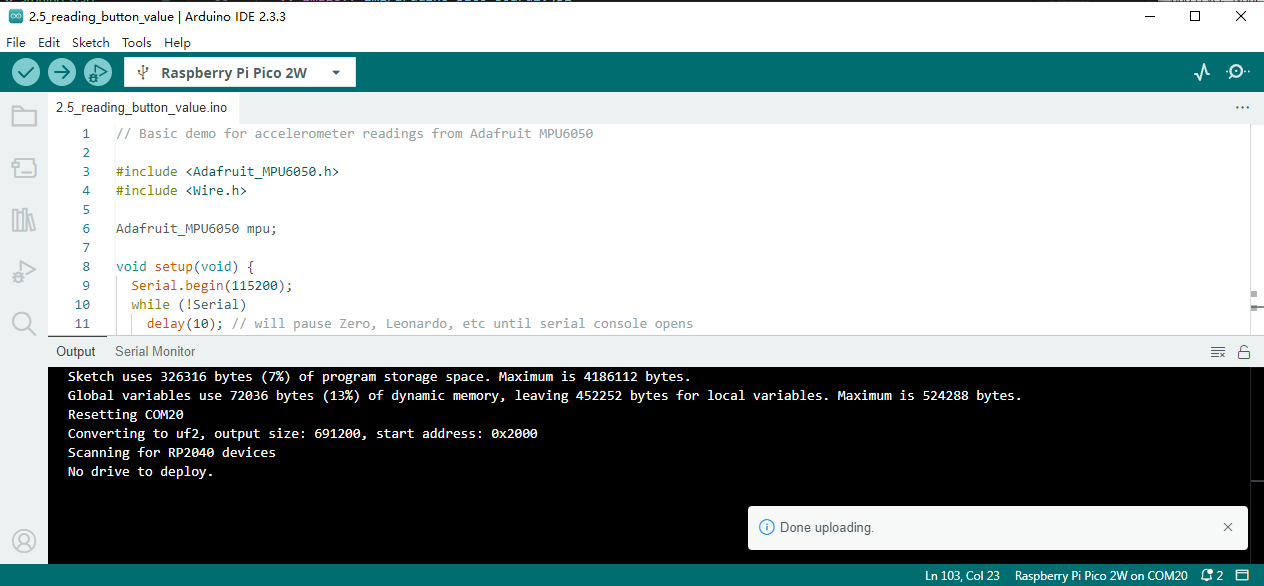 2.5_reading_button_value | Arduino IDE 2.3.3
File Edit Sketch Tools Help
Raspberry Pi Pico 2W
2.5_reading_button_value.ino
1 // Basic demo for accelerometer readings from Adafruit MPU6050
2
3 #include <Adafruit_MPU6050.h>
4 #include <Wire.h>
5
6 Adafruit_MPU6050 mpu;
7
8 void setup(void) {
9 Serial.begin(115200);
10 while (!Serial)
11 delay(10); // will pause Zero, Leonardo, etc until serial console opens
Output Serial Monitor
Sketch uses 326316 bytes (7%) of program storage space. Maximum is 4186112 bytes.
Global variables use 72036 bytes (13%) of dynamic memory, leaving 452252 bytes for local variables. Maximum is 524288 bytes.
Resetting COM20
Converting to uf2, output size: 691200, start address: 0x2000
Scanning for RP2040 devices
No drive to deploy.
Done uploading.
Ln 103, Col 23 Raspberry Pi Pico 2W on COM20 2